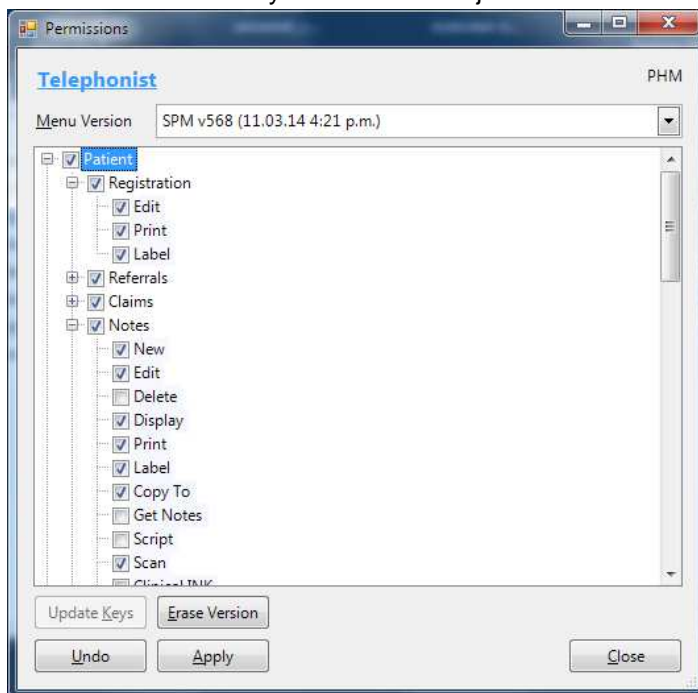 Permissions
Telephonist
PHM
Menu Version SPM v568 (11.03.14 4:21 p.m.)
Patient
Registration
Edit
Print
Label
Referrals
Claims
Notes
New
Edit
Delete
Display
Print
Label
Copy To
Get Notes
Script
Scan
Update Keys Erase Version
Undo Apply Close